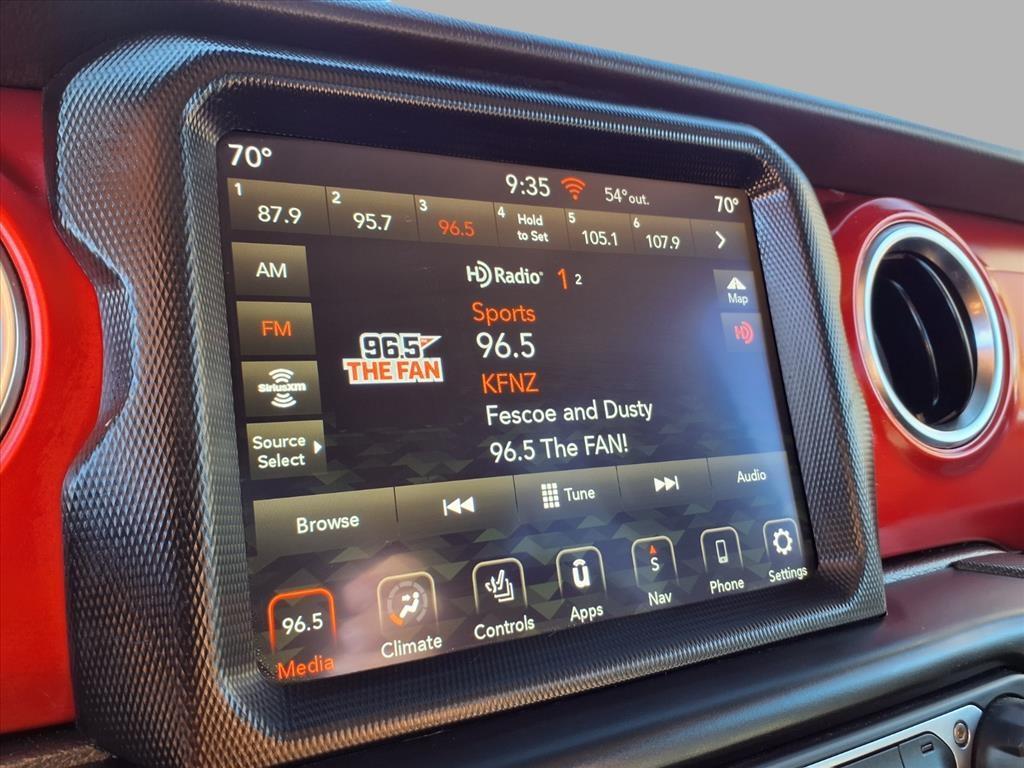 70° 9:35 54°out. 70°
1 87.9 2 95.7 3 96.5 4 Hold to Set 5 105.1 6 107.9
AM
FM
SiriusXM
Source Select
HD Radio 1 2
Sports
96.5
KFNZ
Fescoe and Dusty
96.5 The FAN!
96.5
THE FAN
Map
HD
Browse Tune Audio
96.5 S
Media Climate Controls Apps Nav Phone Settings